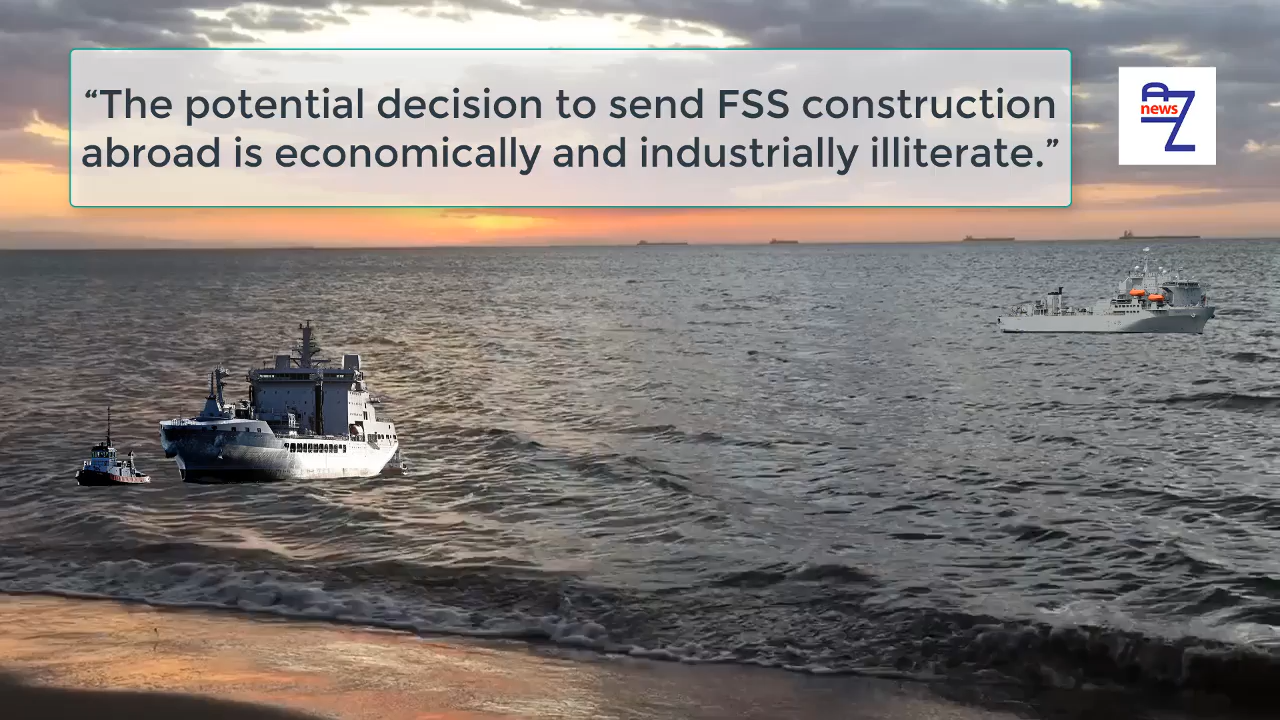 “The potential decision to send FSS construction
abroad is economically and industrially illiterate.”
A
news
Z